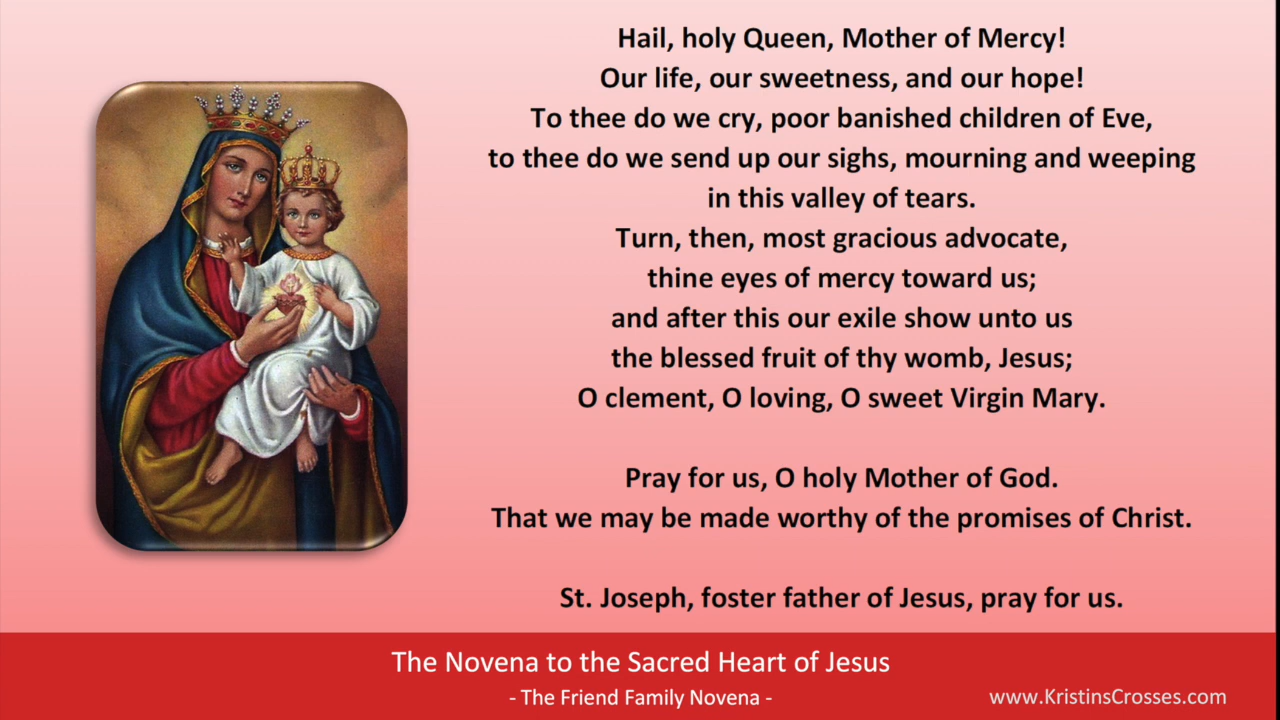 Hail, holy Queen, Mother of Mercy!
Our life, our sweetness, and our hope!
To thee do we cry, poor banished children of Eve,
to thee do we send up our sighs, mourning and weeping
in this valley of tears.
Turn, then, most gracious advocate,
thine eyes of mercy toward us;
and after this our exile show unto us
the blessed fruit of thy womb, Jesus;
O clement, O loving, O sweet Virgin Mary.
Pray for us, O holy Mother of God.
That we may be made worthy of the promises of Christ.
St. Joseph, foster father of Jesus, pray for us.
The Novena to the Sacred Heart of Jesus
- The Friend Family Novena -
www.KristinsCrosses.com